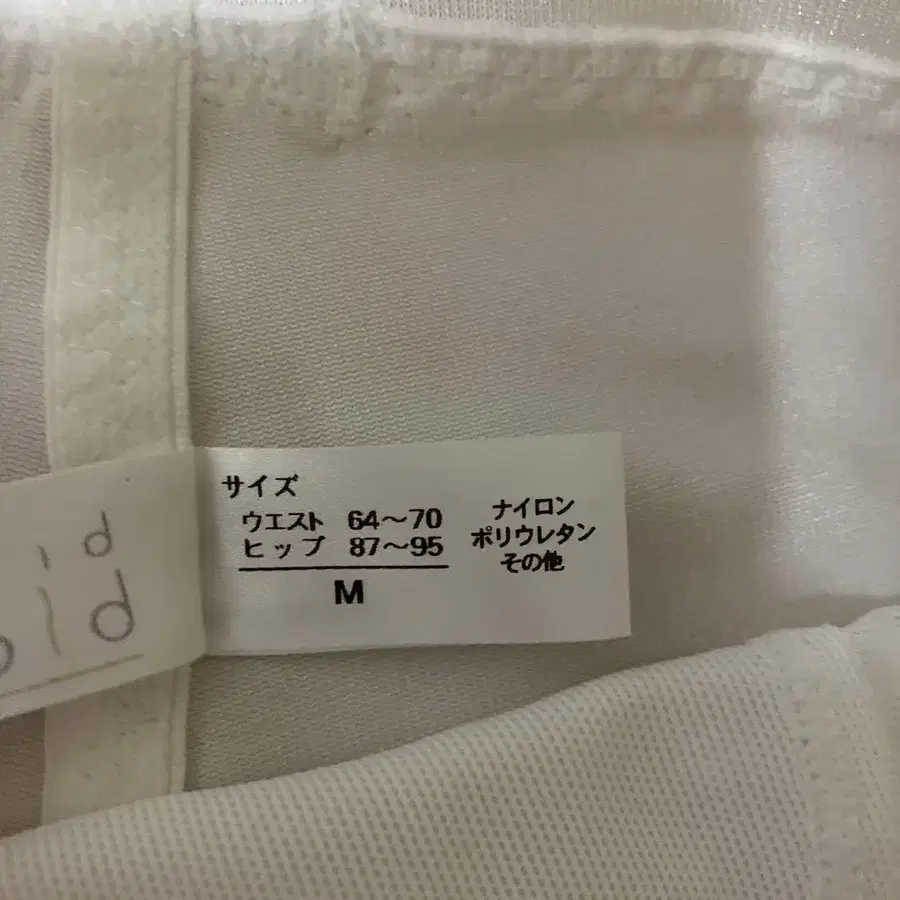 サイズ
ウエスト 64〜70
ヒップ 87〜95
M
ナイロン
ポリウレタン
その他